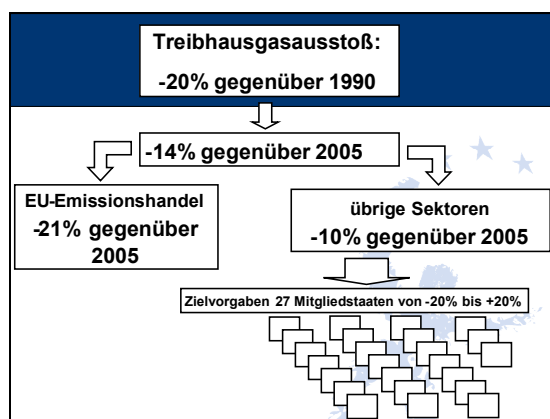 Treibhausgasausstoß:
-20% gegenüber 1990
-14% gegenüber 2005
EU-Emissionshandel
-21% gegenüber
2005
übrige Sektoren
-10% gegenüber 2005
Zielvorgaben 27 Mitgliedstaaten von -20% bis +20%